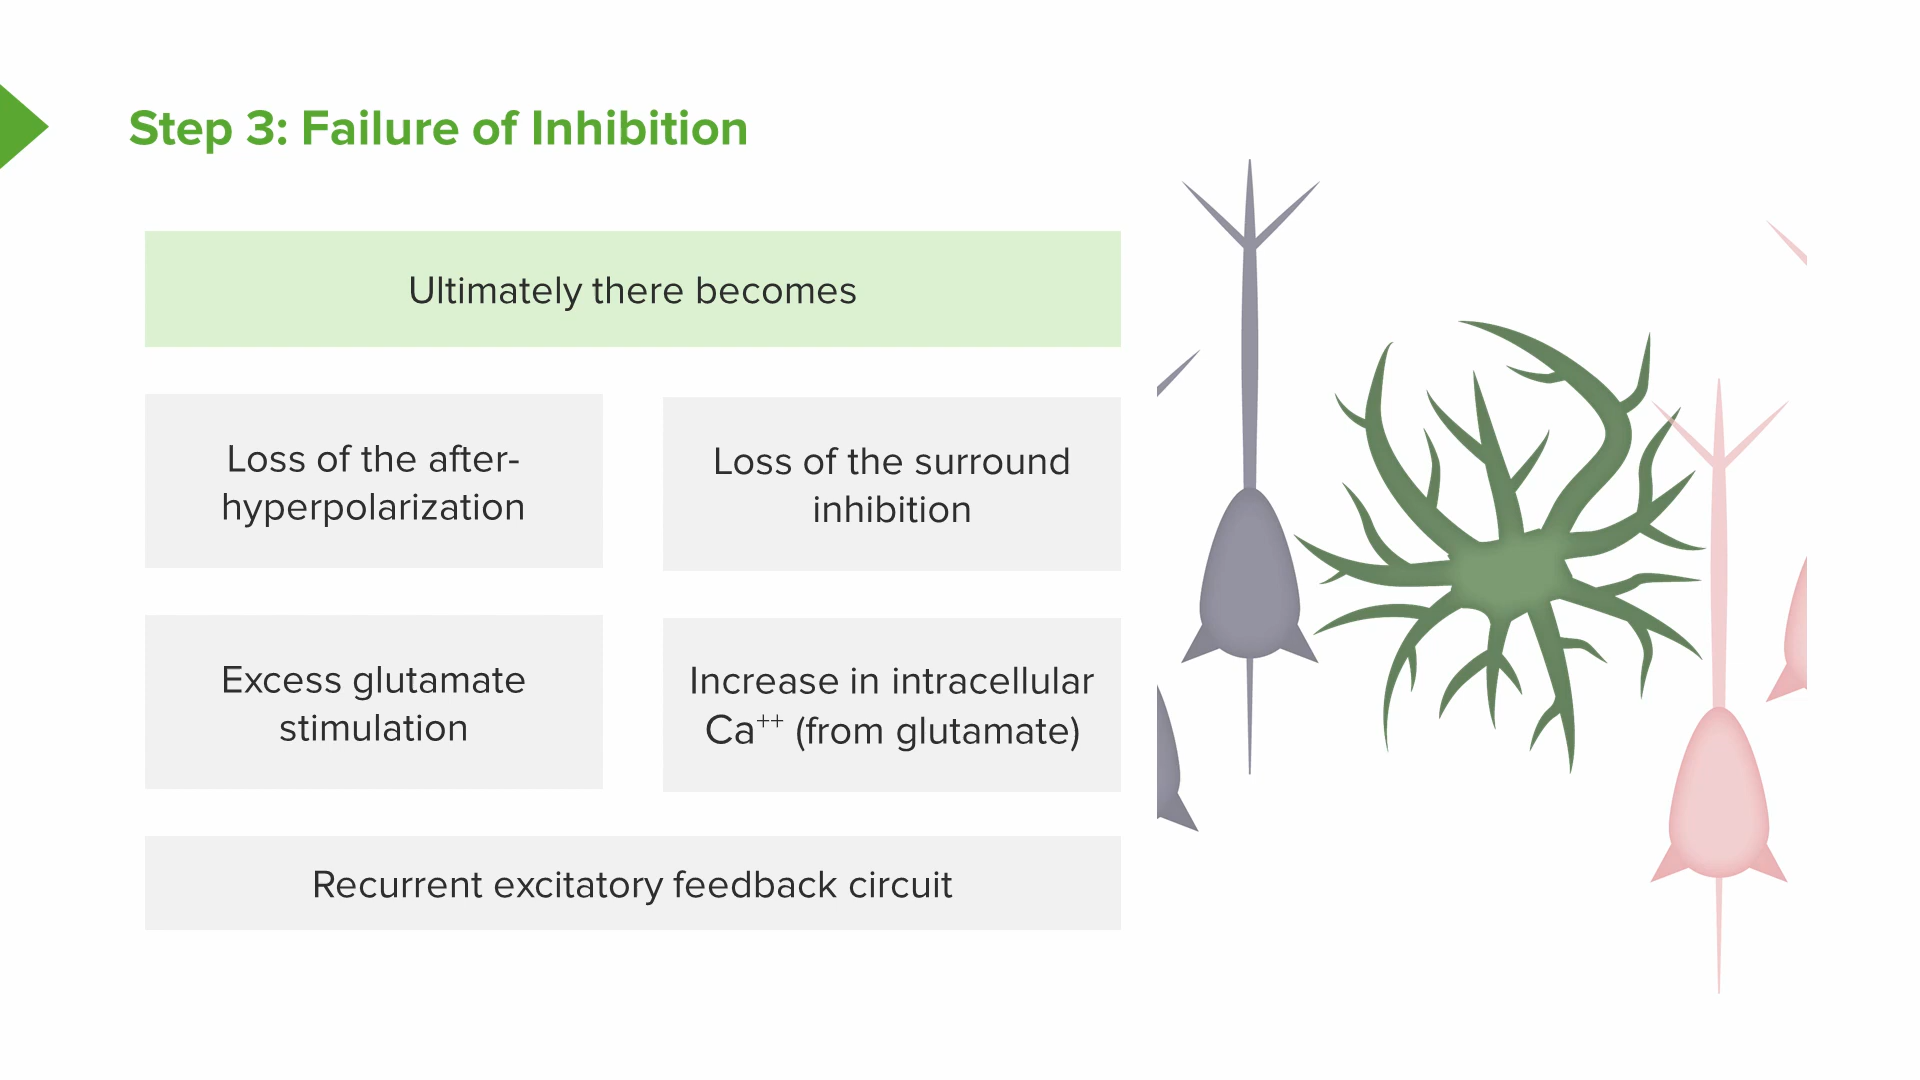 Step 3: Failure of Inhibition
Ultimately there becomes
Loss of the after-
hyperpolarization
Loss of the surround
inhibition
Excess glutamate
stimulation
Increase in intracellular
Ca⁺⁺ (from glutamate)
Recurrent excitatory feedback circuit